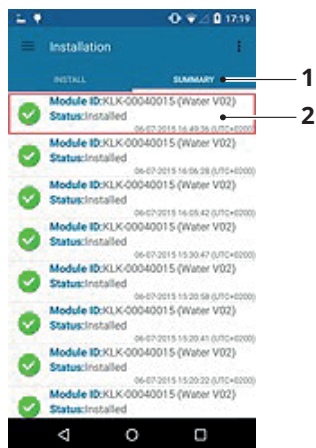 17:19
Installation
INSTALL
SUMMARY
1
Module ID:KLK-00040015 (Water V02)
2
Status:Installed
06-07-2015 16:49:36 (UTC+0200)
Module ID:KLK-00040015 (Water V02)
Status:Installed
06-07-2015 16:06:28 (UTC+0200)
Module ID:KLK-00040015 (Water V02)
Status:Installed
06-07-2015 16:05:42 (UTC+0200)
Module ID:KLK-00040015 (Water V02)
Status:Installed
06-07-2015 15:30:47 (UTC+0200)
Module ID:KLK-00040015 (Water V02)
Status:Installed
06-07-2015 15:20:58 (UTC+0200)
Module ID:KLK-00040015 (Water V02)
Status:Installed
06-07-2015 15:20:41 (UTC+0200)
Module ID:KLK-00040015 (Water V02)
Status:Installed
06-07-2015 15:20:22 (UTC+0200)
Module ID:KLK-00040015 (Water V02)
Status:Installed